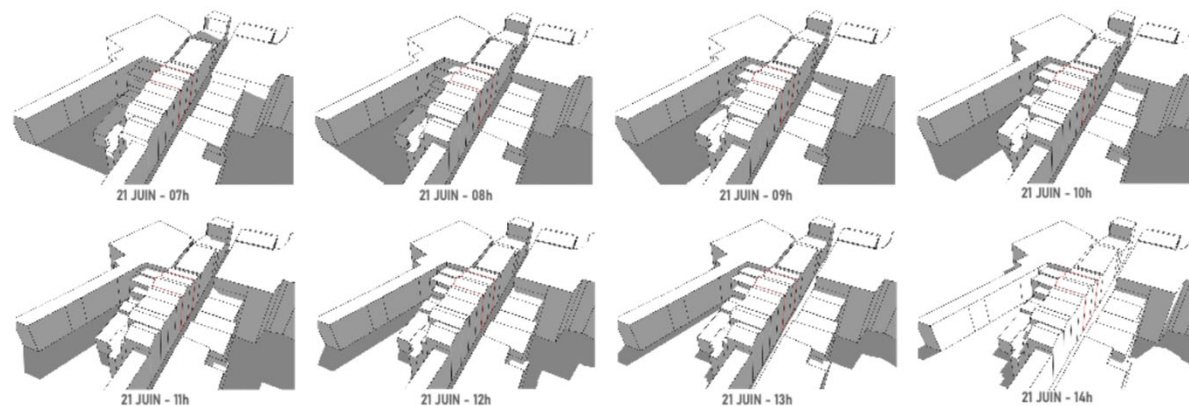 21 JUIN - 07h
21 JUIN - 08h
21 JUIN - 09h
21 JUIN - 10h
21 JUIN - 11h
21 JUIN - 12h
21 JUIN - 13h
21 JUIN - 14h